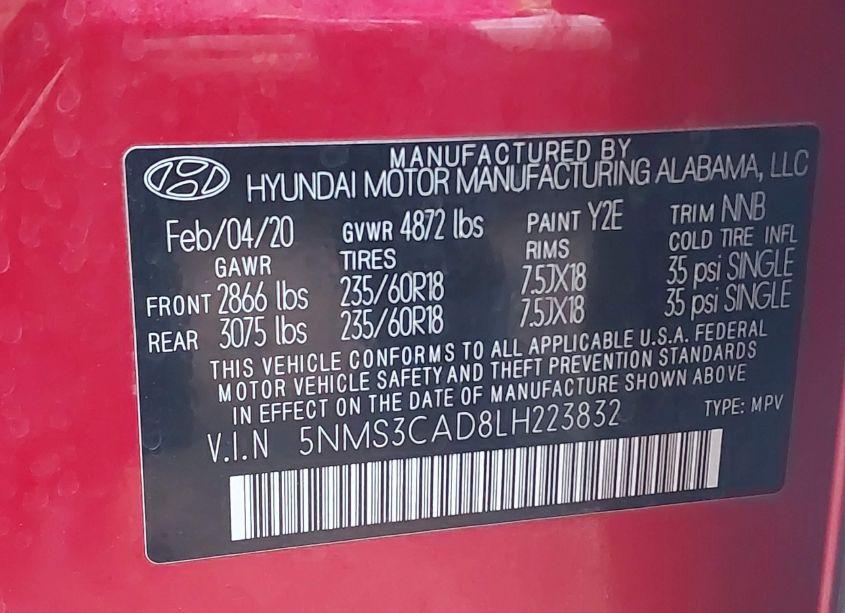 MANUFACTURED BY
HYUNDAI MOTOR MANUFACTURING ALABAMA, LLC
Feb/04/20 GVWR 4872 lbs PAINT Y2E TRIM NNB
GAWR TIRES RIMS COLD TIRE INFL
FRONT 2866 lbs 235/60R18 7.5JX18 35 psi SINGLE
REAR 3075 lbs 235/60R18 7.5JX18 35 psi SINGLE
THIS VEHICLE CONFORMS TO ALL APPLICABLE U.S.A. FEDERAL
MOTOR VEHICLE SAFETY AND THEFT PREVENTION STANDARDS
IN EFFECT ON THE DATE OF MANUFACTURE SHOWN ABOVE
V.I.N 5NMS3CAD8LH223832 TYPE: MPV